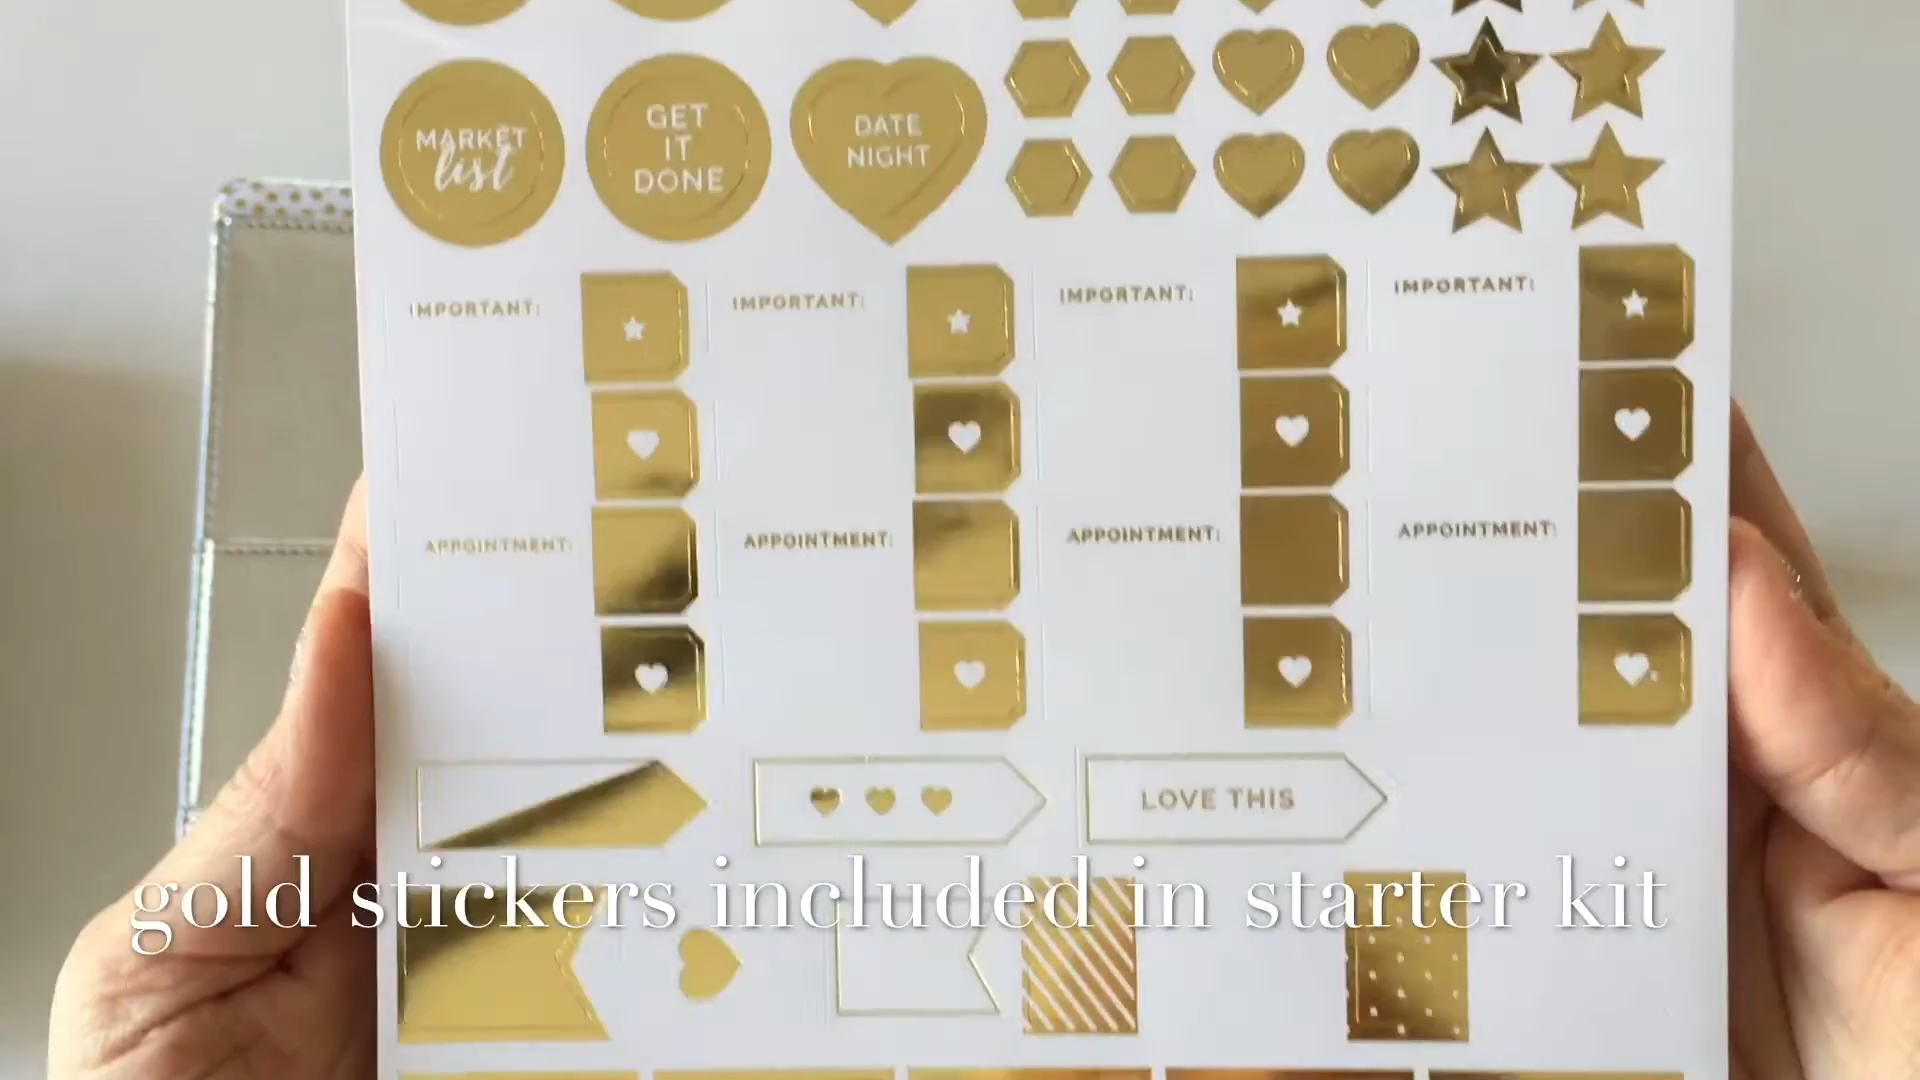 MARKET
list
GET
IT
DONE
DATE
NIGHT
IMPORTANT:
IMPORTANT:
IMPORTANT:
IMPORTANT:
APPOINTMENT:
APPOINTMENT:
APPOINTMENT:
APPOINTMENT:
LOVE THIS
gold stickers included in starter kit